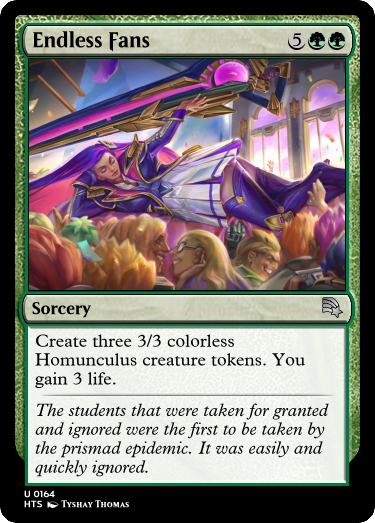 Endless Fans 5
Sorcery
Create three 3/3 colorless
Homunculus creature tokens. You
gain 3 life.
The students that were taken for granted
and ignored were the first to be taken by
the prismad epidemic. It was easily and
quickly ignored.
U 0164
HTS Tyshay Thomas